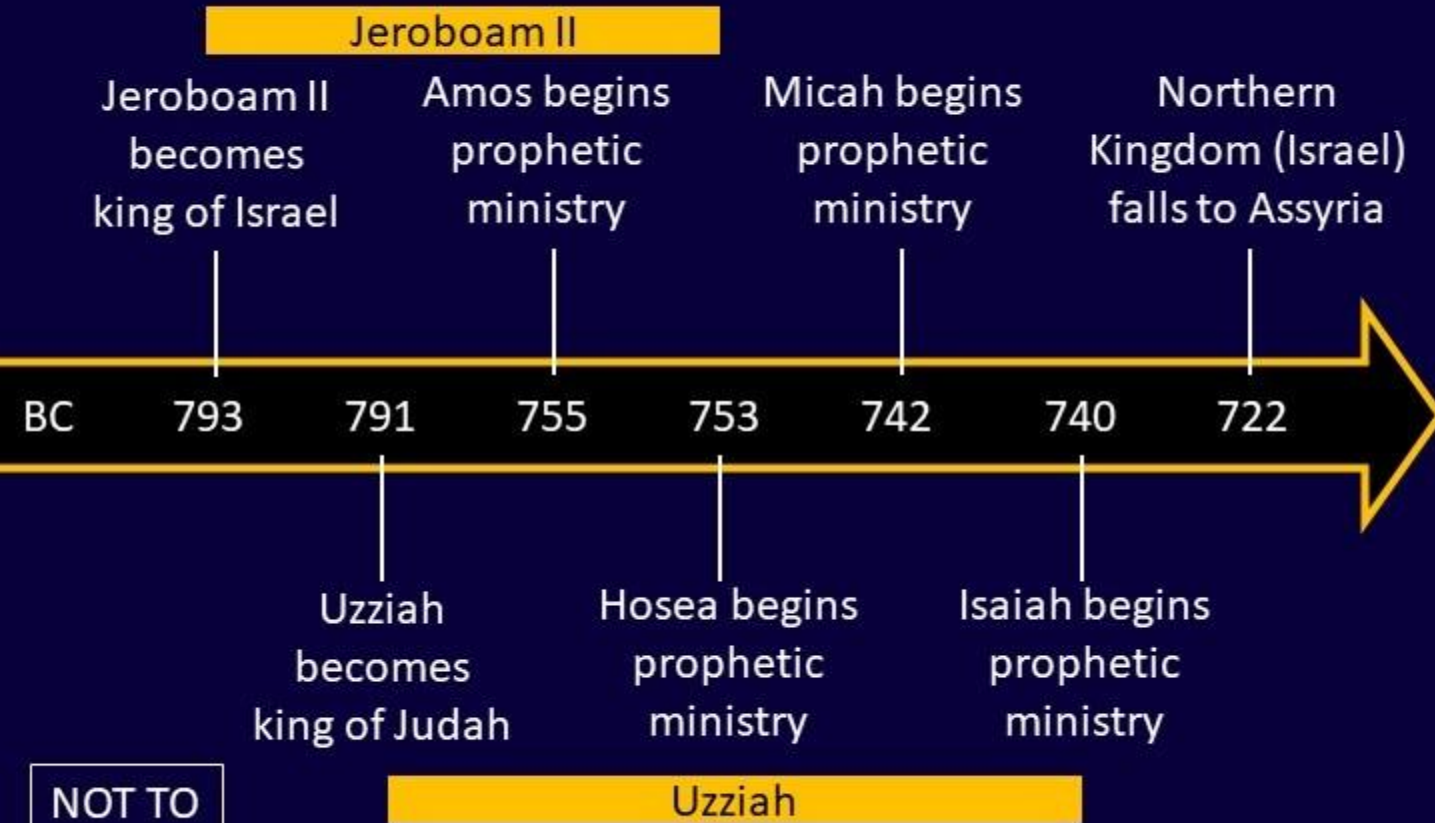 Jeroboam II
Jeroboam II
becomes
king of Israel
Amos begins
prophetic
ministry
Micah begins
prophetic
ministry
Northern
Kingdom (Israel)
falls to Assyria
BC 793 791 755 753 742 740 722
Uzziah
becomes
king of Judah
Hosea begins
prophetic
ministry
Isaiah begins
prophetic
ministry
NOT TO
Uzziah